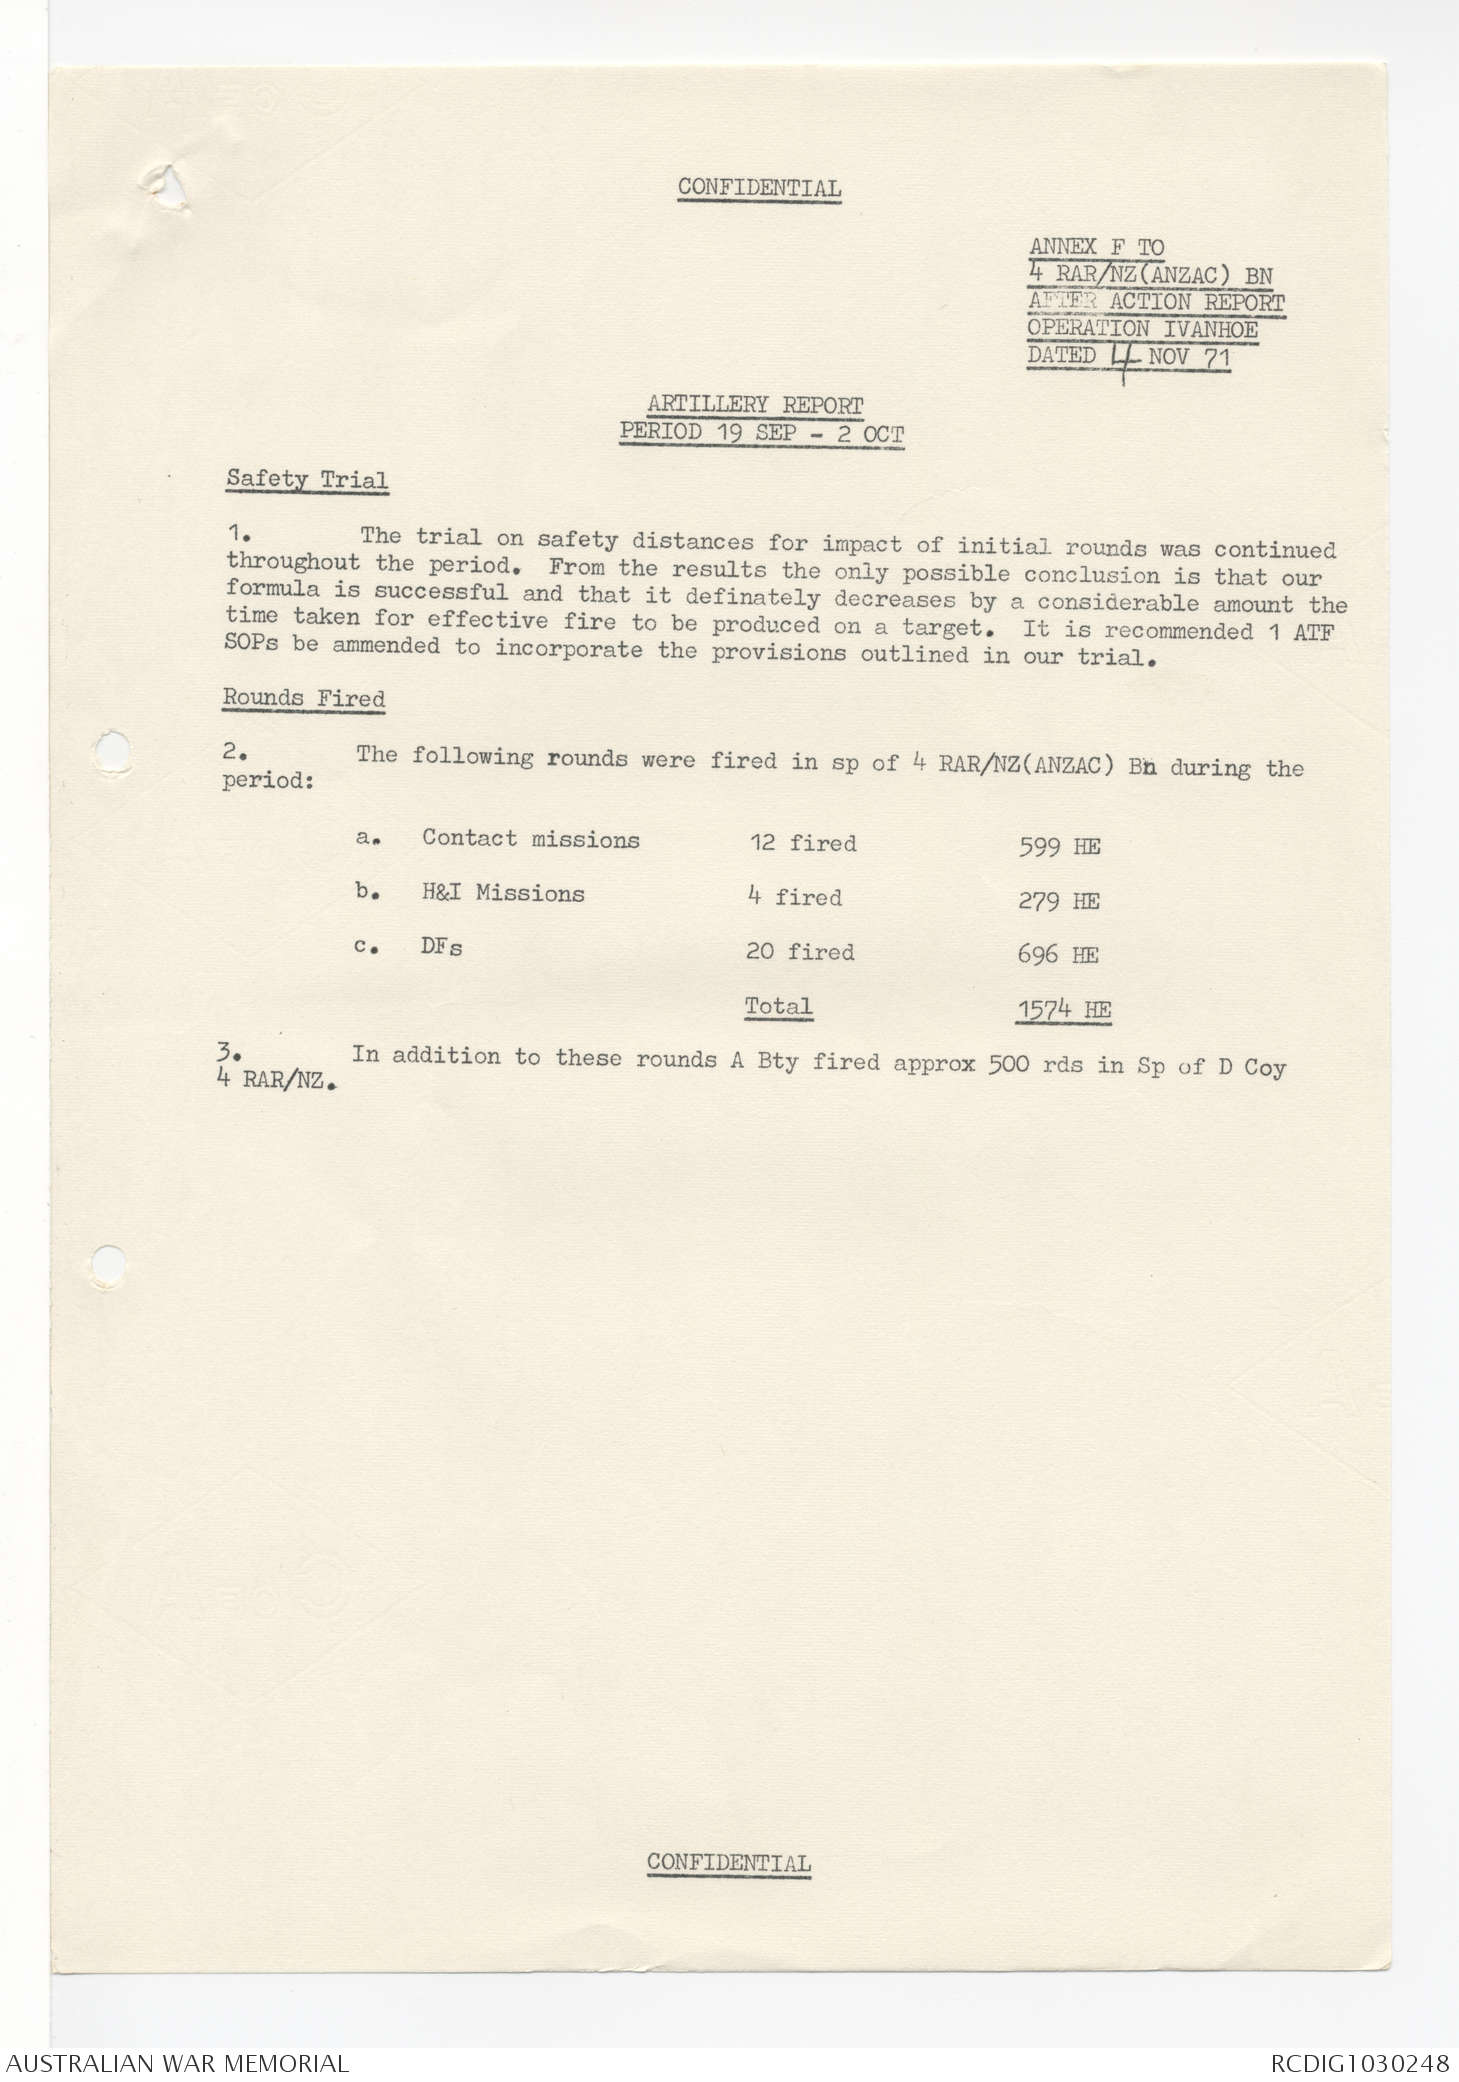 CONFIDENTIAL
ANNEX F TO
4 RAR/NZ(ANZAC) BN
AFTER ACTION REPORT
OPERATION IVANHOE
DATED 4 NOV 71
ARTILLERY REPORT
PERIOD 19 SEP - 2 OCT
Safety Trial
1. The trial on safety distances for impact of initial rounds was continued
throughout the period. From the results the only possible conclusion is that our
formula is successful and that it definately decreases by a considerable amount the
time taken for effective fire to be produced on a target. It is recommended 1 ATF
SOPs be ammended to incorporate the provisions outlined in our trial.
Rounds Fired
2. The following rounds were fired in sp of 4 RAR/NZ(ANZAC) Bn during the
period:
a. Contact missions 12 fired 599 HE
b. H&I Missions 4 fired 279 HE
c. DFs 20 fired 696 HE
Total 1574 HE
3. In addition to these rounds A Bty fired approx 500 rds in Sp of D Coy
4 RAR/NZ.
CONFIDENTIAL
AUSTRALIAN WAR MEMORIAL RCDIG1030248